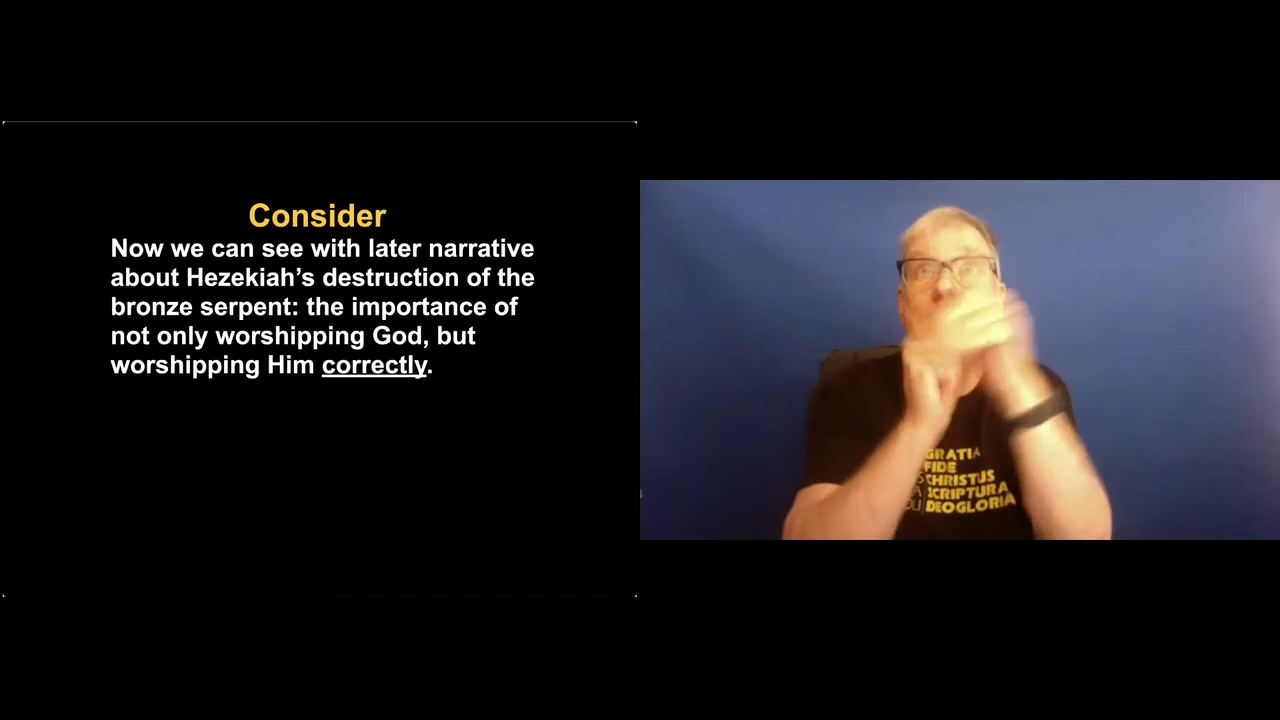 Consider
Now we can see with later narrative
about Hezekiah’s destruction of the
bronze serpent: the importance of
not only worshipping God, but
worshipping Him correctly.
GRATIA
FIDE
CHRISTUS
SCRIPTURA
DEOGLORIA